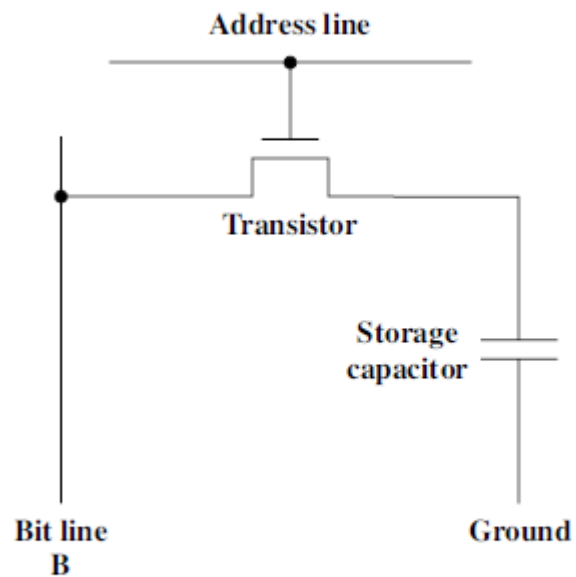 Address line
Transistor
Storage
capacitor
Bit line
B
Ground